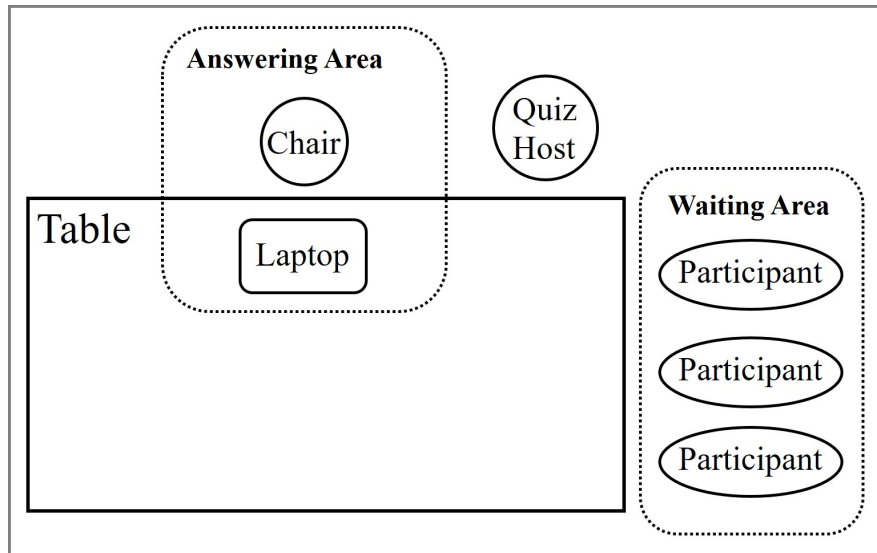 Answering Area
Chair
Quiz
Host
Table
Laptop
Waiting Area
Participant
Participant
Participant